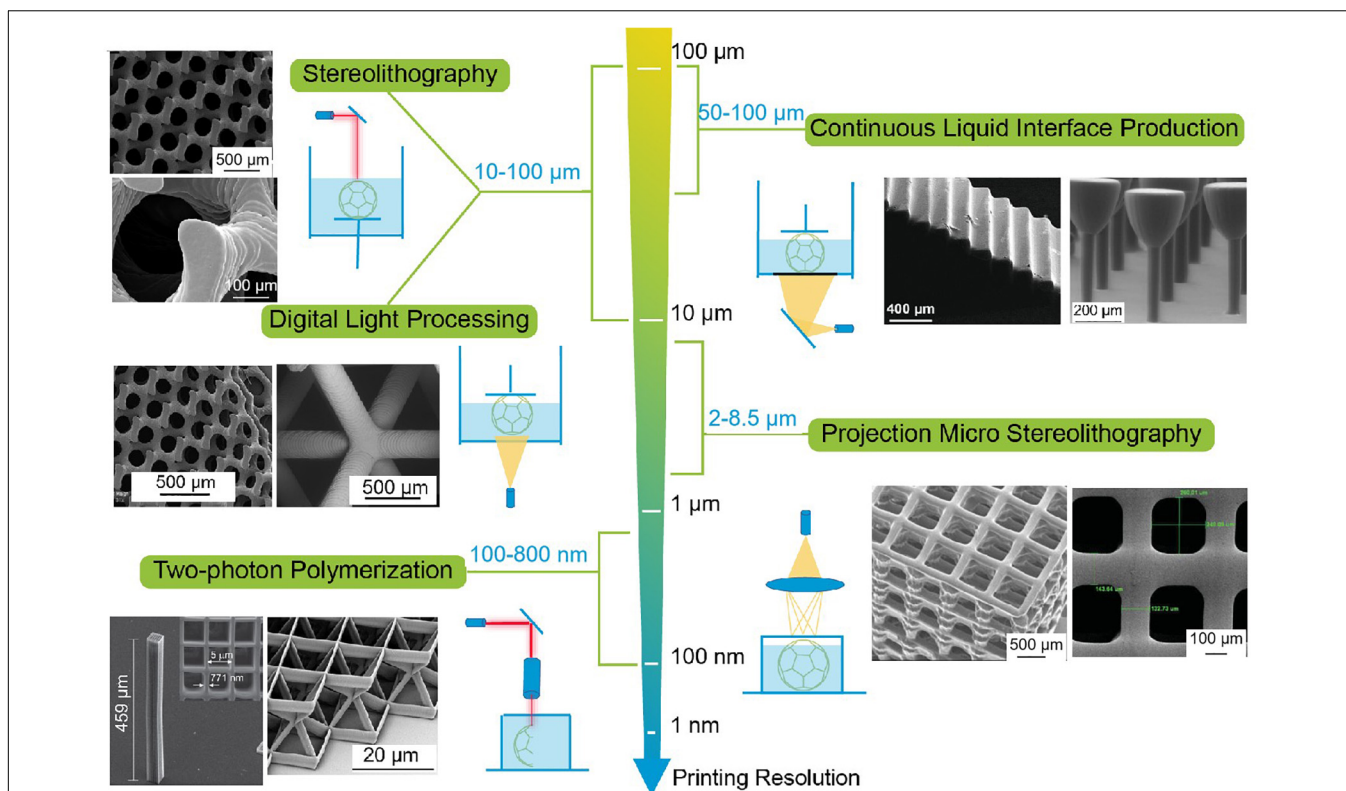 Stereolithography
500 µm
100 µm
10-100 µm
Digital Light Processing
500 µm
500 µm
100-800 nm
Two-photon Polymerization
459 µm
5 µm
771 nm
20 µm
100 µm
10 µm
1 µm
100 nm
1 nm
Printing Resolution
50-100 µm
Continuous Liquid Interface Production
400 µm
200 µm
2-8.5 µm
Projection Micro Stereolithography
500 µm
122.73 µm
100 µm